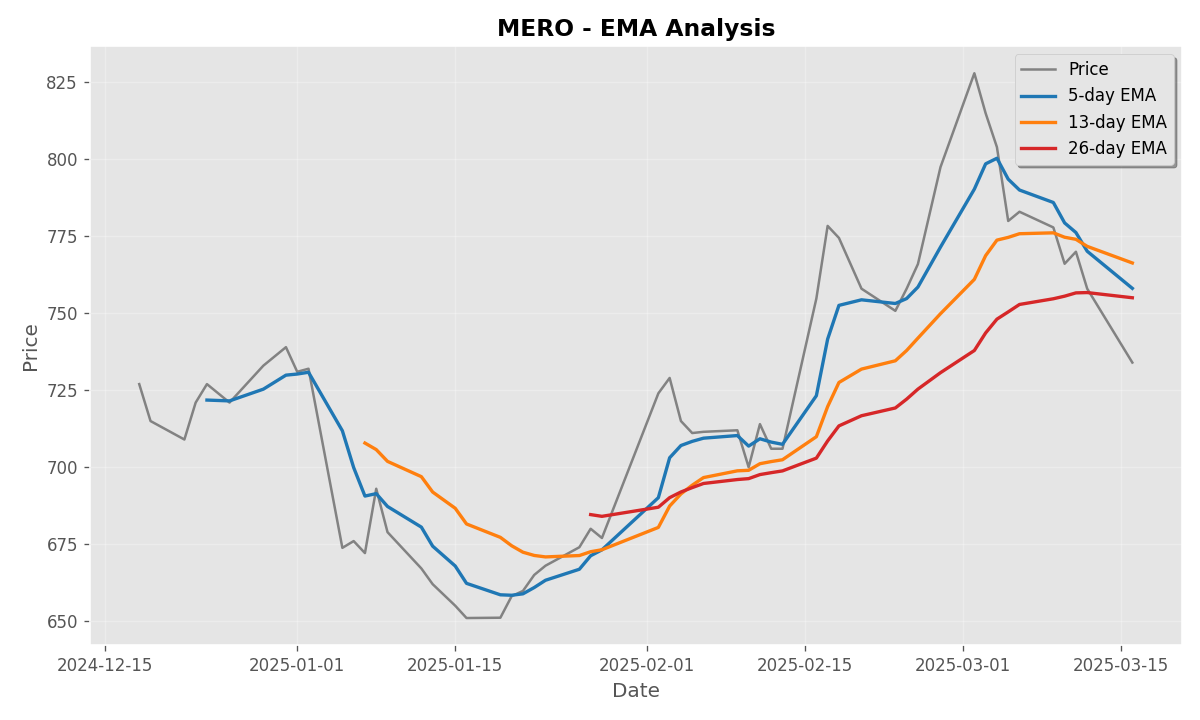 MERO - EMA Analysis
Price
5-day EMA
13-day EMA
26-day EMA
Price
825
800
775
750
725
700
675
650
2024-12-15 2025-01-01 2025-01-15 2025-02-01 2025-02-15 2025-03-01 2025-03-15
Date